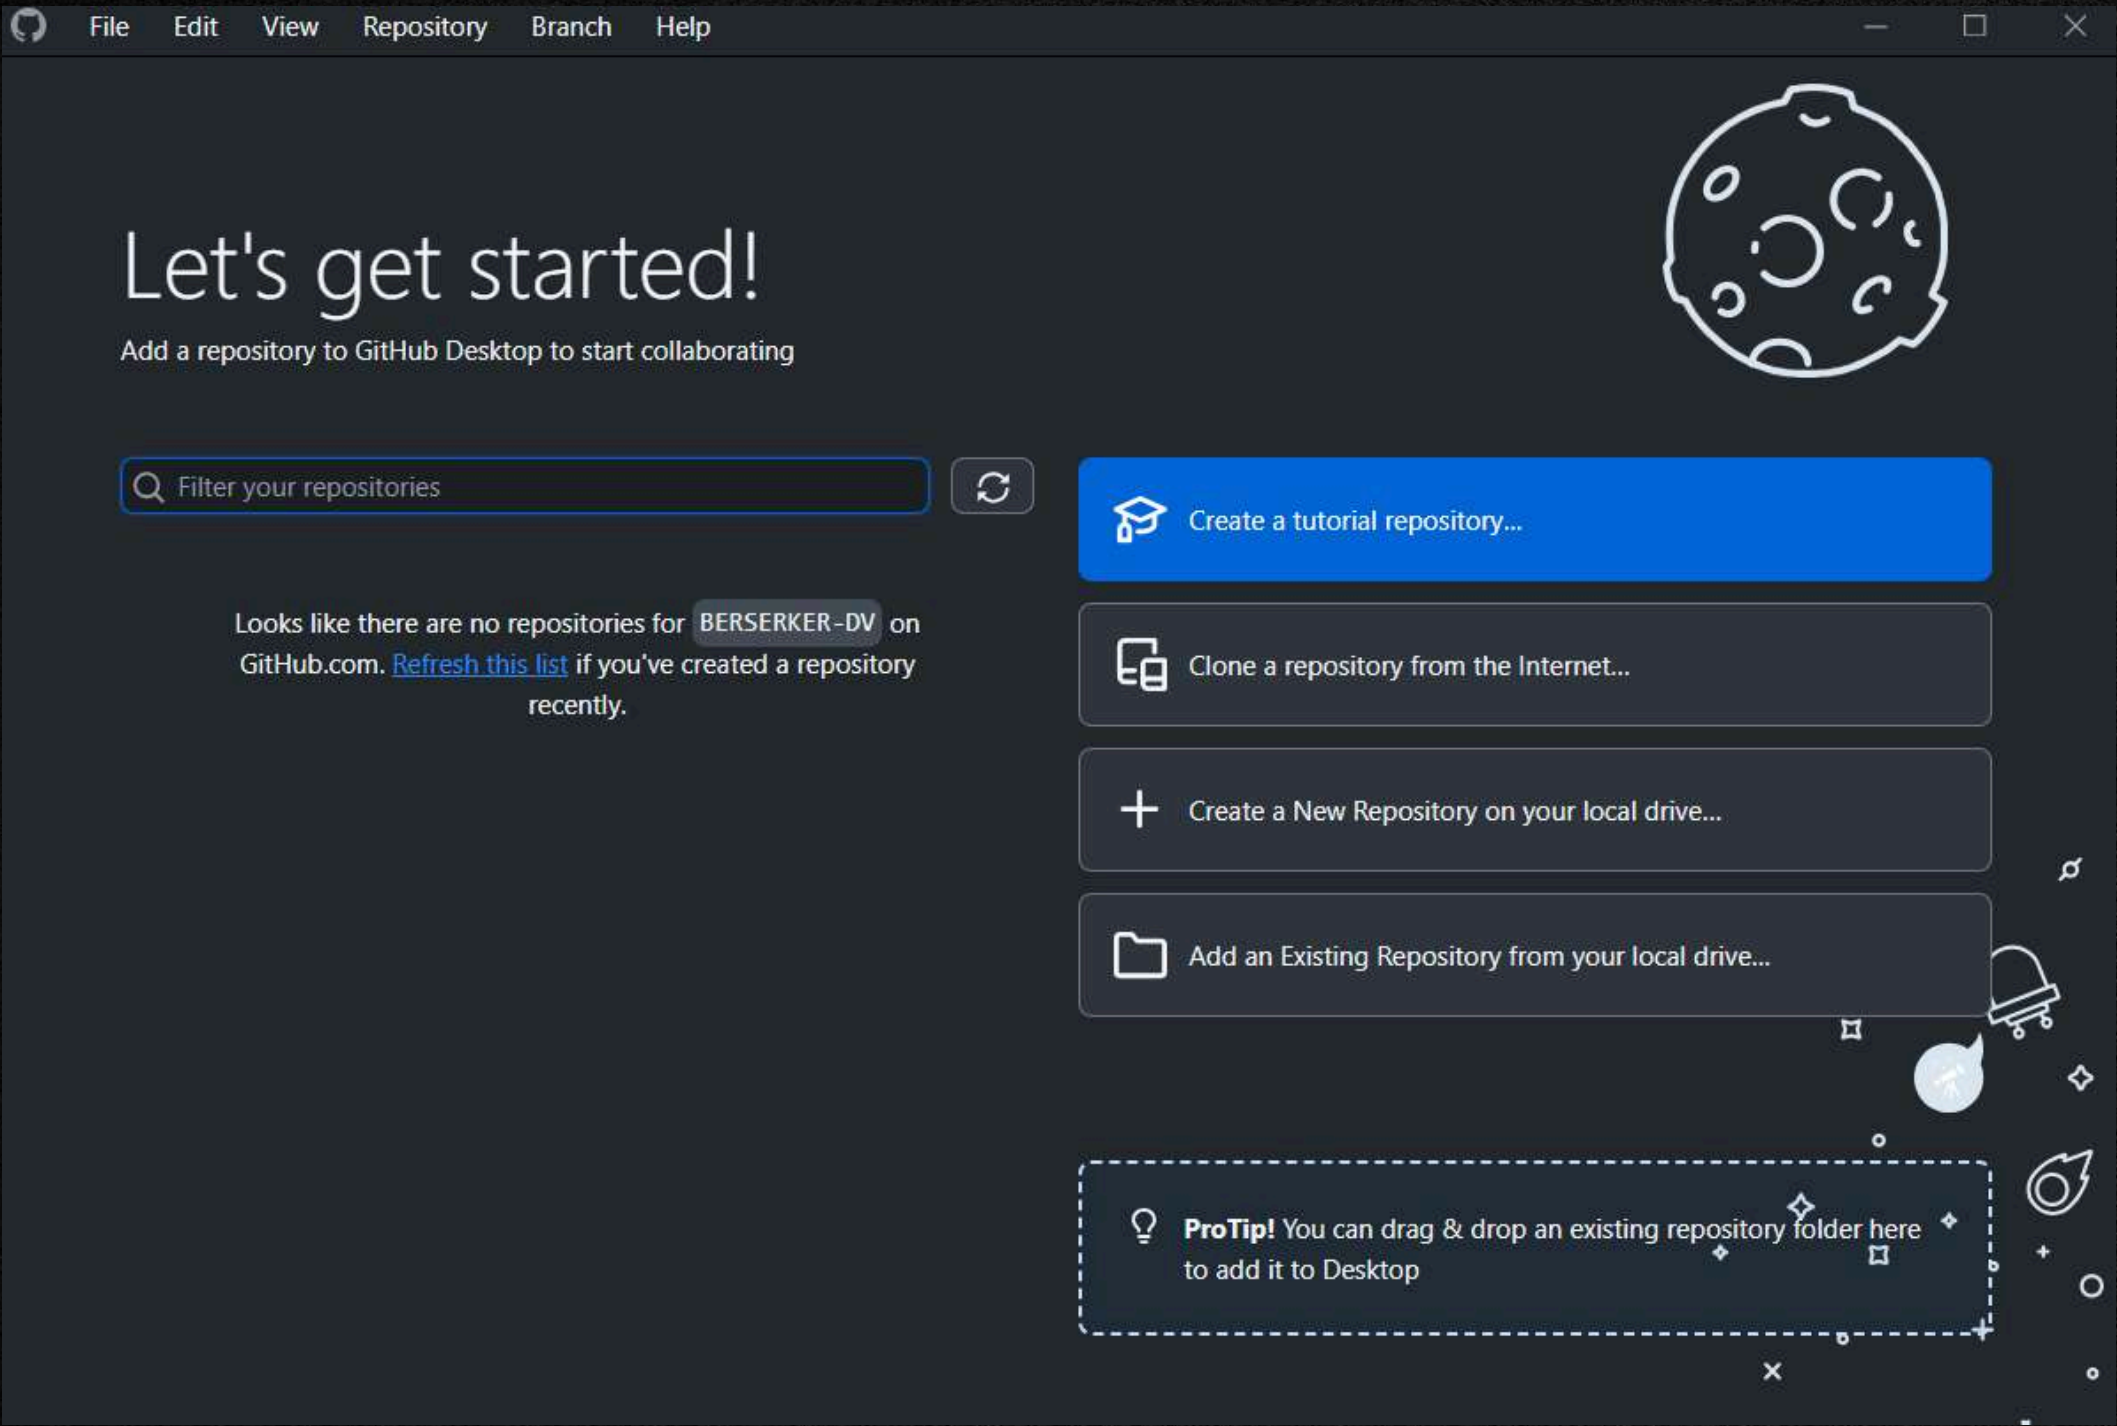 File Edit View Repository Branch Help
Let's get started!
Add a repository to GitHub Desktop to start collaborating
Filter your repositories
Looks like there are no repositories for BERSERKER-DV on
GitHub.com. Refresh this list if you've created a repository
recently.
Create a tutorial repository...
Clone a repository from the Internet...
Create a New Repository on your local drive...
Add an Existing Repository from your local drive...
ProTip! You can drag & drop an existing repository folder here
to add it to Desktop